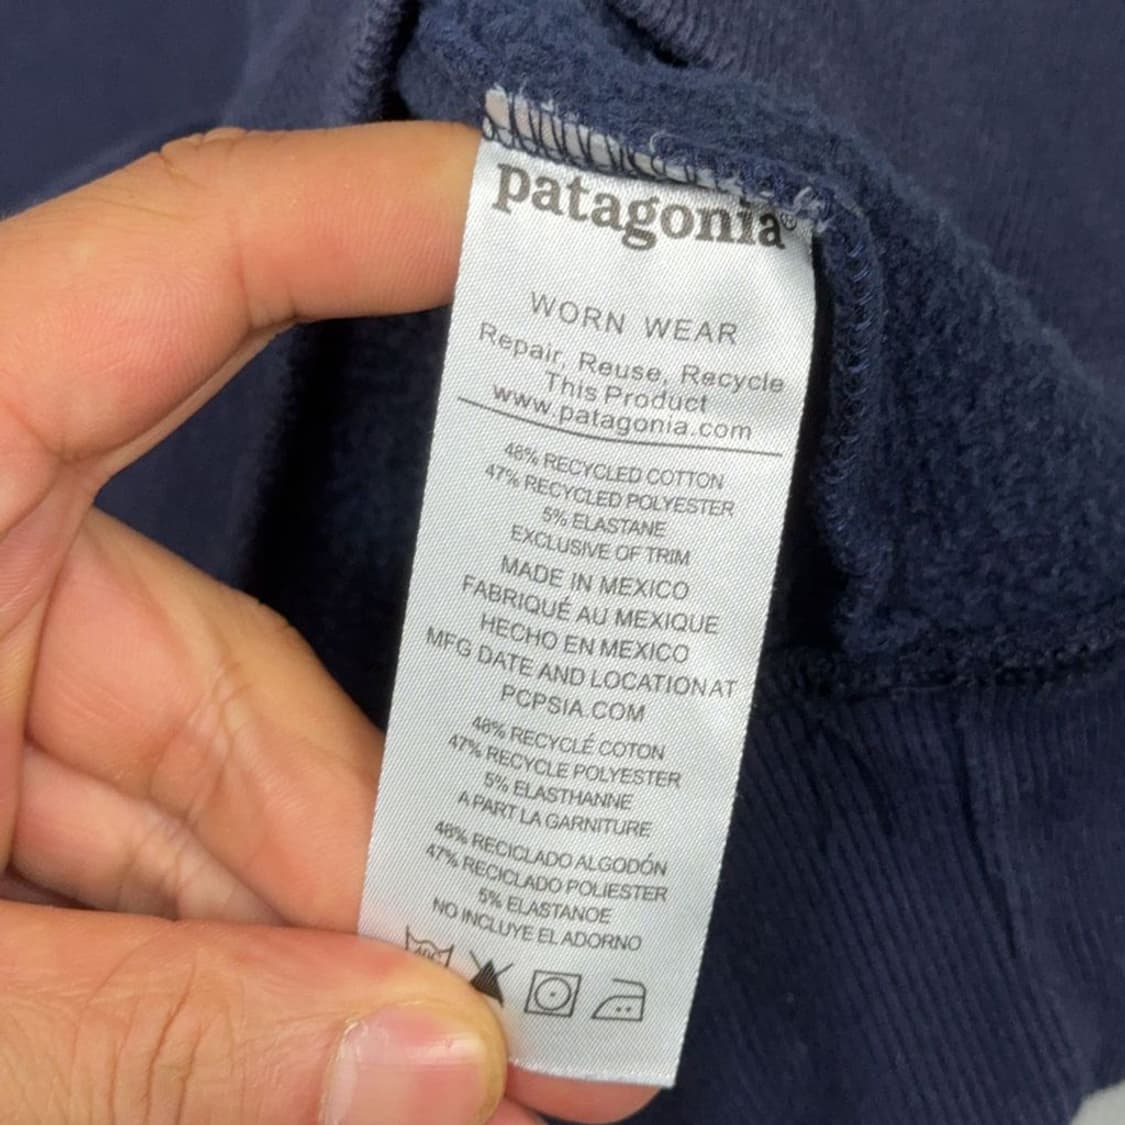 patagonia®
WORN WEAR
Repair, Reuse, Recycle
This Product
www.patagonia.com
48% RECYCLED COTTON
47% RECYCLED POLYESTER
5% ELASTANE
EXCLUSIVE OF TRIM
MADE IN MEXICO
FABRIQUÉ AU MEXIQUE
HECHO EN MEXICO
MFG DATE AND LOCATION AT
PCPSIA.COM
48% RECYCLÉ COTON
47% RECYCLE POLYESTER
5% ELASTHANNE
A PART LA GARNITURE
48% RECICLADO ALGODÓN
47% RECICLADO POLIESTER
5% ELASTANOE
NO INCLUYE EL ADORNO